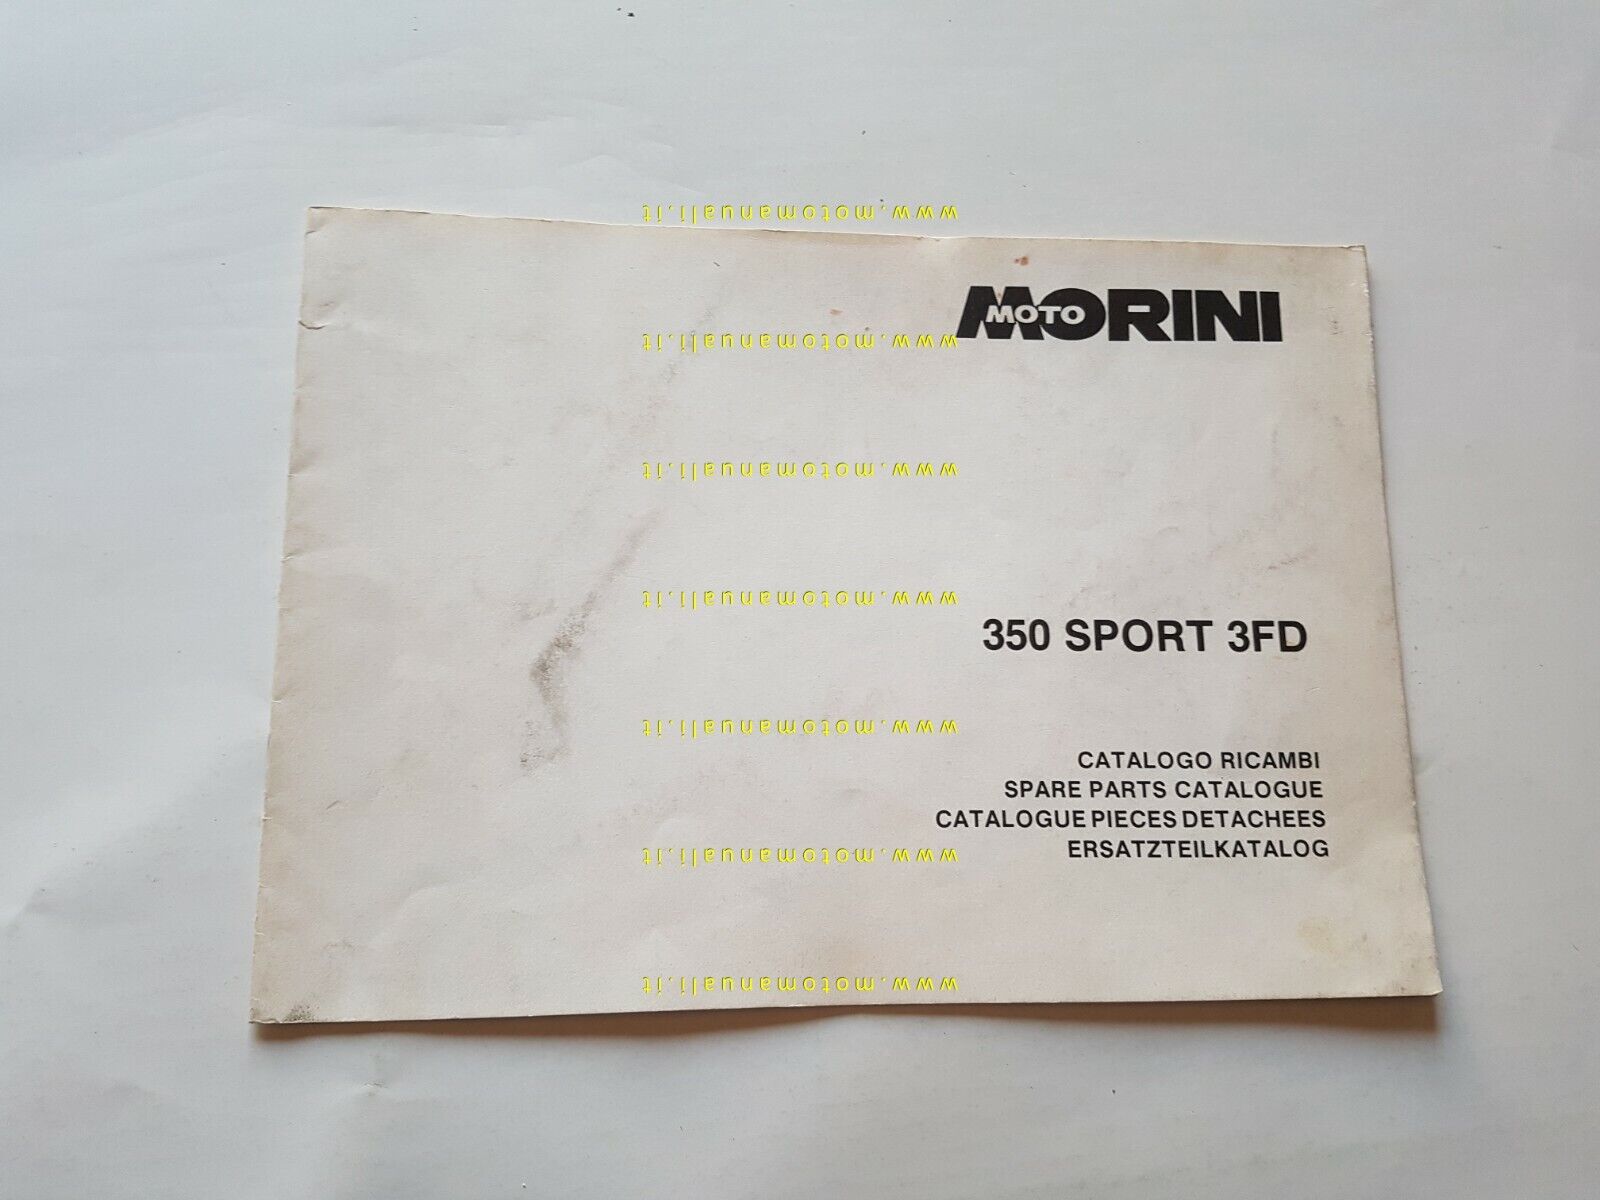 www.motomanuali.it
MOTO MORINI
www.motomanuali.it
www.motomanuali.it
www.motomanuali.it
350 SPORT 3FD
www.motomanuali.it
CATALOGO RICAMBI
SPARE PARTS CATALOGUE
CATALOGUE PIECES DETACHEES
ERSATZTEILKATALOG
www.motomanuali.it
www.motomanuali.it